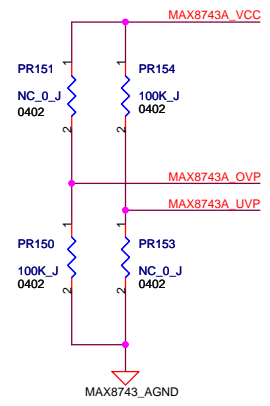 MAX8743A_VCC
1 1
PR151 PR154
NC_0_J 100K_J
0402 0402
2 2
MAX8743A_OVP
MAX8743A_UVP
1 1
PR150 PR153
100K_J NC_0_J
0402 0402
2 2
MAX8743_AGND